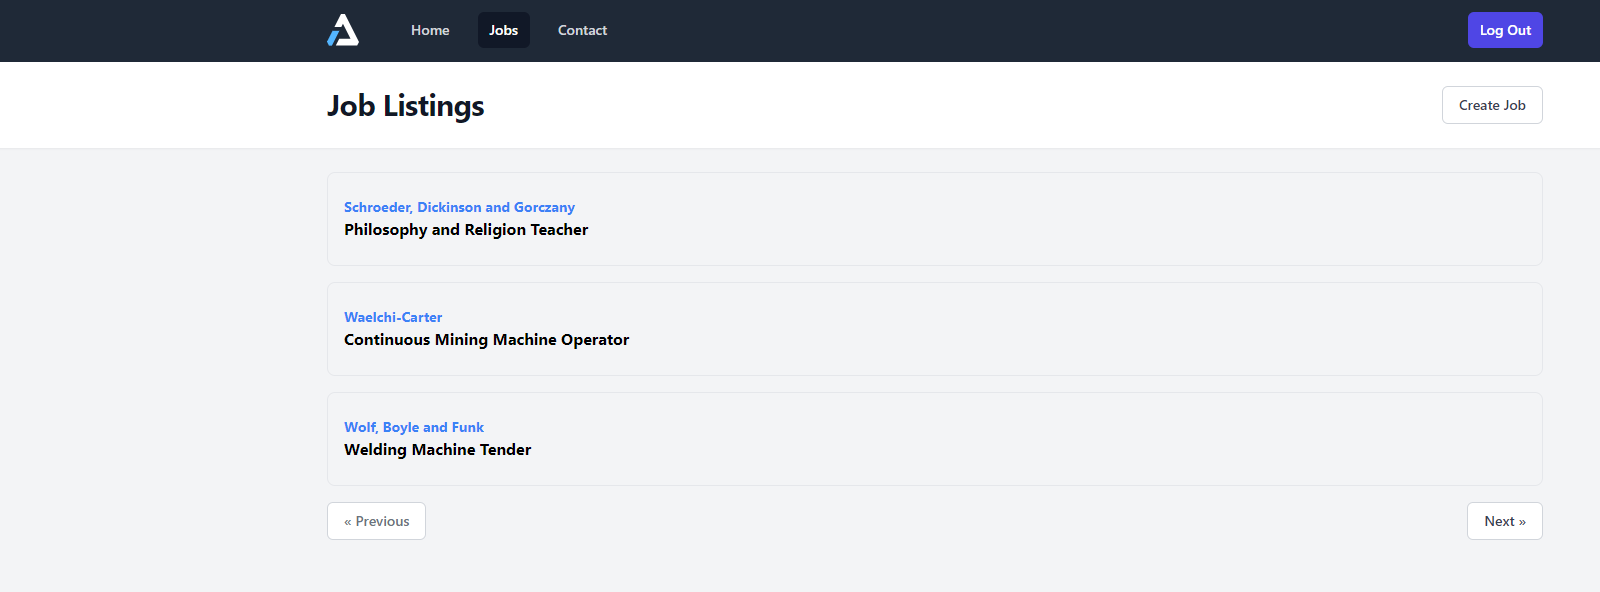 Home Jobs Contact Log Out
Job Listings Create Job
Schroeder, Dickinson and Gorczany
Philosophy and Religion Teacher
Waelchi-Carter
Continuous Mining Machine Operator
Wolf, Boyle and Funk
Welding Machine Tender
« Previous Next »